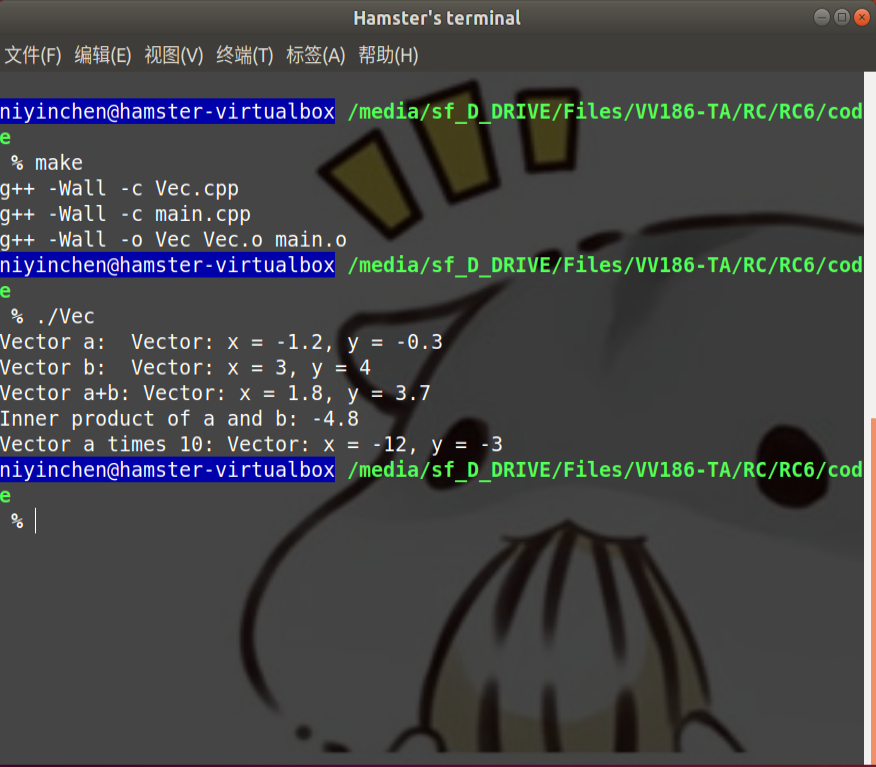 Hamster's terminal
文件(F) 编辑(E) 视图(V) 终端(T) 标签(A) 帮助(H)
niyinchen@hamster-virtualbox /media/sf_D_DRIVE/Files/VV186-TA/RC/RC6/cod
e
% make
g++ -Wall -c Vec.cpp
g++ -Wall -c main.cpp
g++ -Wall -o Vec Vec.o main.o
niyinchen@hamster-virtualbox /media/sf_D_DRIVE/Files/VV186-TA/RC/RC6/cod
e
% ./Vec
Vector a:  Vector: x = -1.2, y = -0.3
Vector b:  Vector: x = 3, y = 4
Vector a+b: Vector: x = 1.8, y = 3.7
Inner product of a and b: -4.8
Vector a times 10: Vector: x = -12, y = -3
niyinchen@hamster-virtualbox /media/sf_D_DRIVE/Files/VV186-TA/RC/RC6/cod
e
%